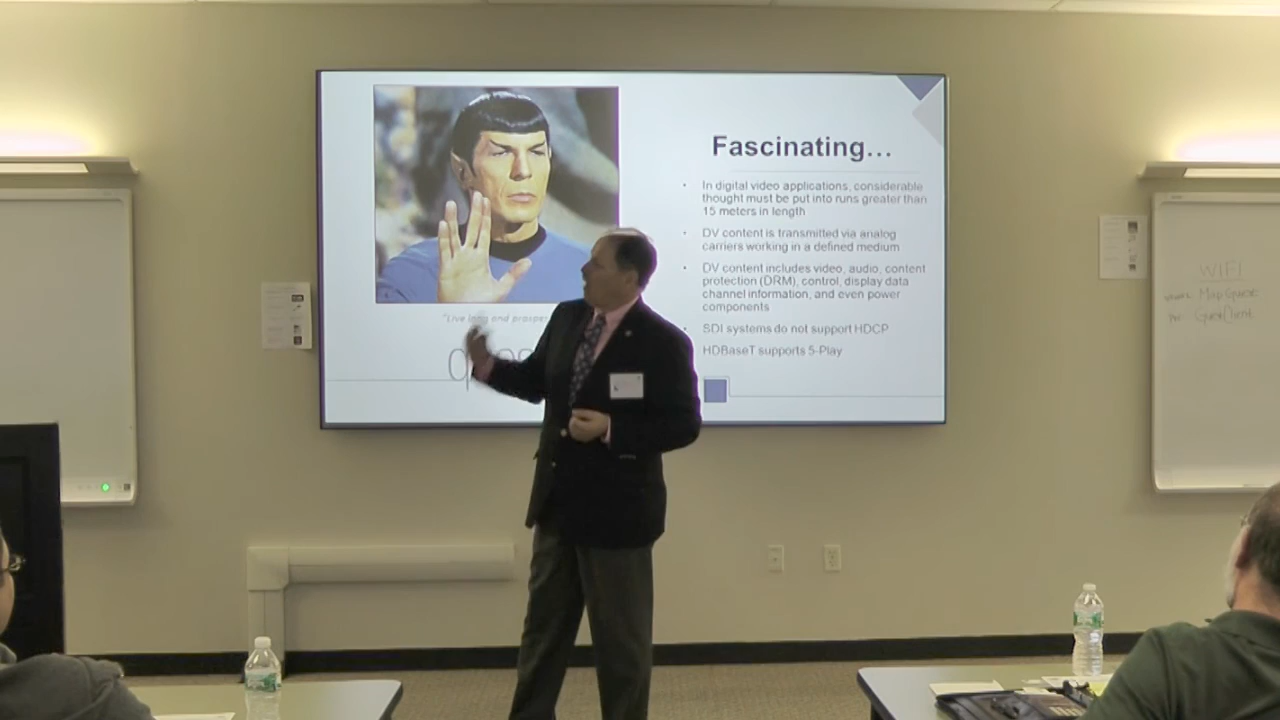 Fascinating…
• In digital video applications, considerable
thought must be put into runs greater than
15 meters in length
• DV content is transmitted via analog
carriers working in a defined medium
• DV content includes video, audio, content
protection (DRM), control, display data
channel information, and even power
components
• SDI systems do not support HDCP
HDBaseT supports 5-Play
"Live long and prosper
WIFI
Map Guest
GuestClient